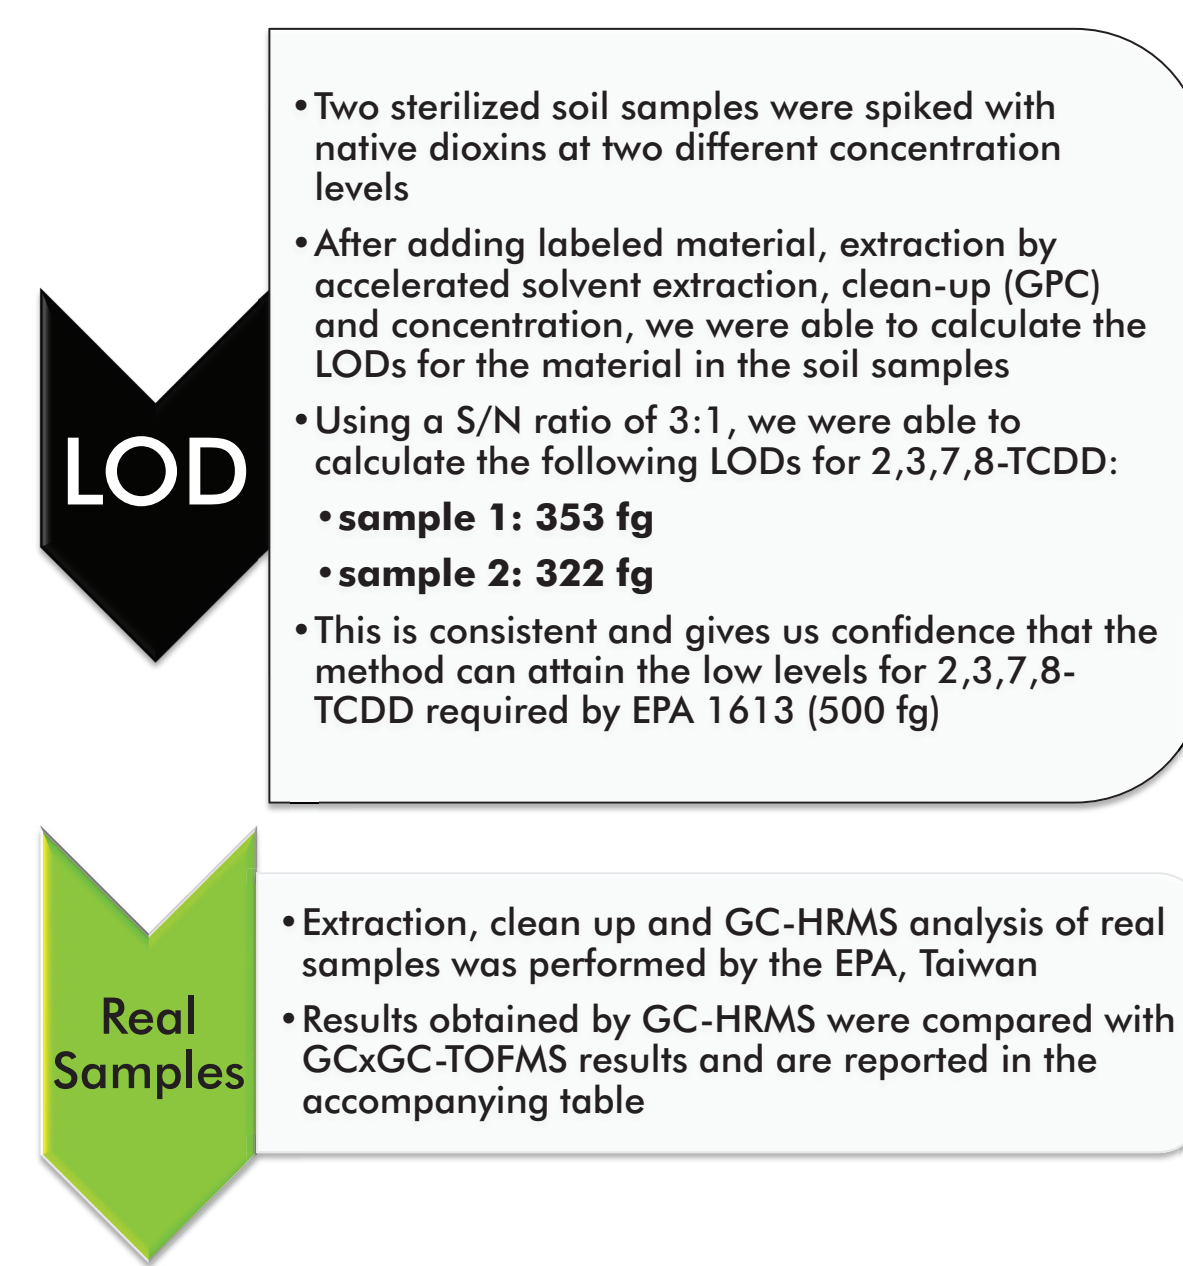 LOD
• Two sterilized soil samples were spiked with
native dioxins at two different concentration
levels
• After adding labeled material, extraction by
accelerated solvent extraction, clean-up (GPC)
and concentration, we were able to calculate the
LODs for the material in the soil samples
• Using a S/N ratio of 3:1, we were able to
calculate the following LODs for 2,3,7,8-TCDD:
• sample 1: 353 fg
• sample 2: 322 fg
• This is consistent and gives us confidence that the
method can attain the low levels for 2,3,7,8-
TCDD required by EPA 1613 (500 fg)
Real
Samples
• Extraction, clean up and GC-HRMS analysis of real
samples was performed by the EPA, Taiwan
• Results obtained by GC-HRMS were compared with
GCxGC-TOFMS results and are reported in the
accompanying table